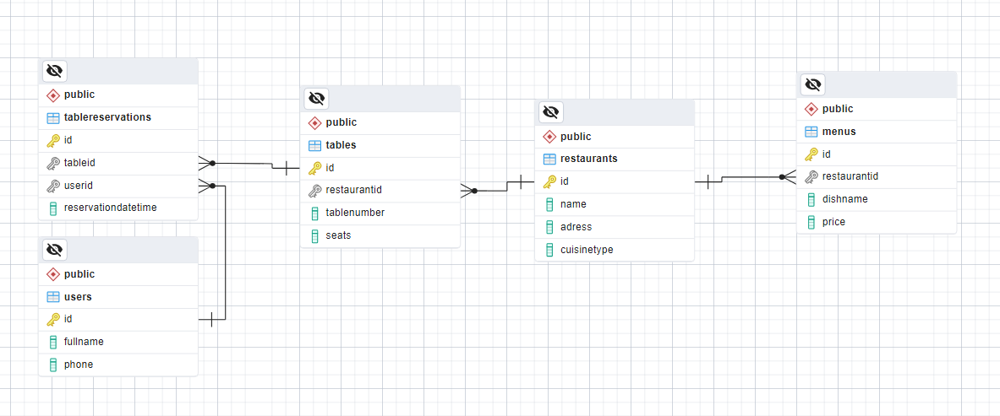 public
tablereservations
id
tableid
userid
reservationdatetime
public
users
id
fullname
phone
public
tables
id
restaurantid
tablenumber
seats
public
restaurants
id
name
adress
cuisinetype
public
menus
id
restaurantid
dishname
price